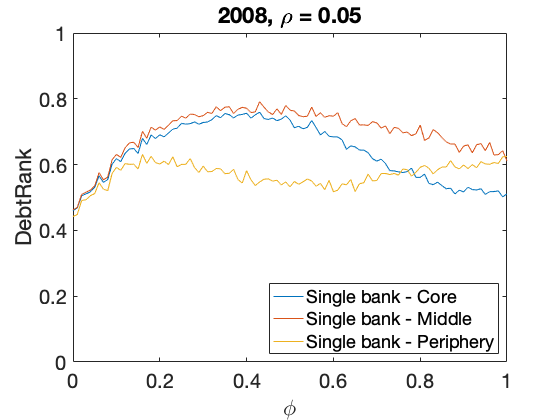 2008, ρ = 0.05
DebtRank
1
0.8
0.6
0.4
0.2
0
0 0.2 0.4 0.6 0.8 1
ϕ
Single bank - Core
Single bank - Middle
Single bank - Periphery